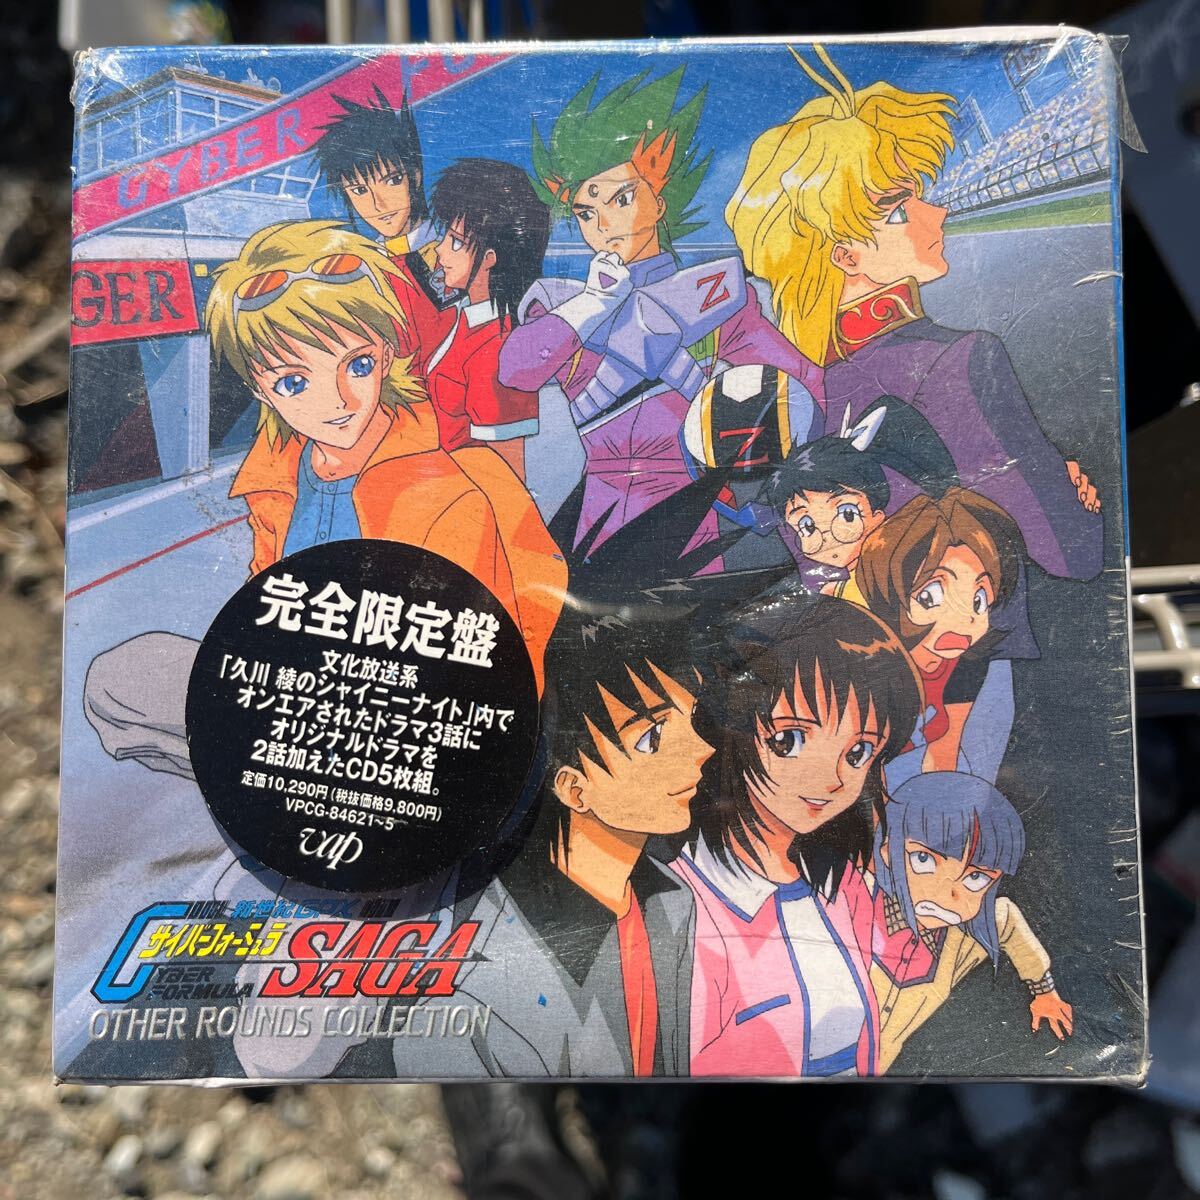 CYBER FO
GER
Z
Z
完全限定盤
文化放送系
「久川 綾のシャイニーナイト」内で
オンエアされたドラマ3話に
オリジナルドラマを
2話加えたCD5枚組。
定価10,290円(税抜価格9,800円)
VPCG-84621~5
vap
新世紀GPX
サイバーフォーミュラ
CYBER
FORMULA
SAGA
OTHER ROUNDS COLLECTION